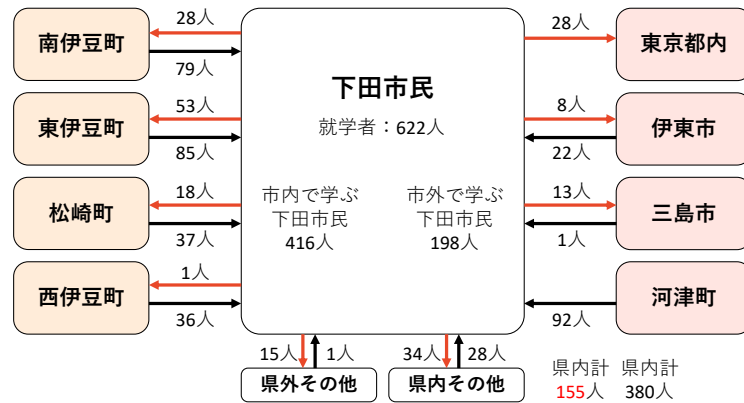 28人
南伊豆町
79人
53人
東伊豆町
85人
18人
松崎町
37人
1人
西伊豆町
36人
下田市民
就学者：622人
市内で学ぶ
下田市民
416人
市外で学ぶ
下田市民
198人
28人
東京都内
8人
伊東市
22人
13人
三島市
1人
河津町
92人
15人 1人
県外その他
34人 28人
県内その他
県内計 県内計
155人 380人